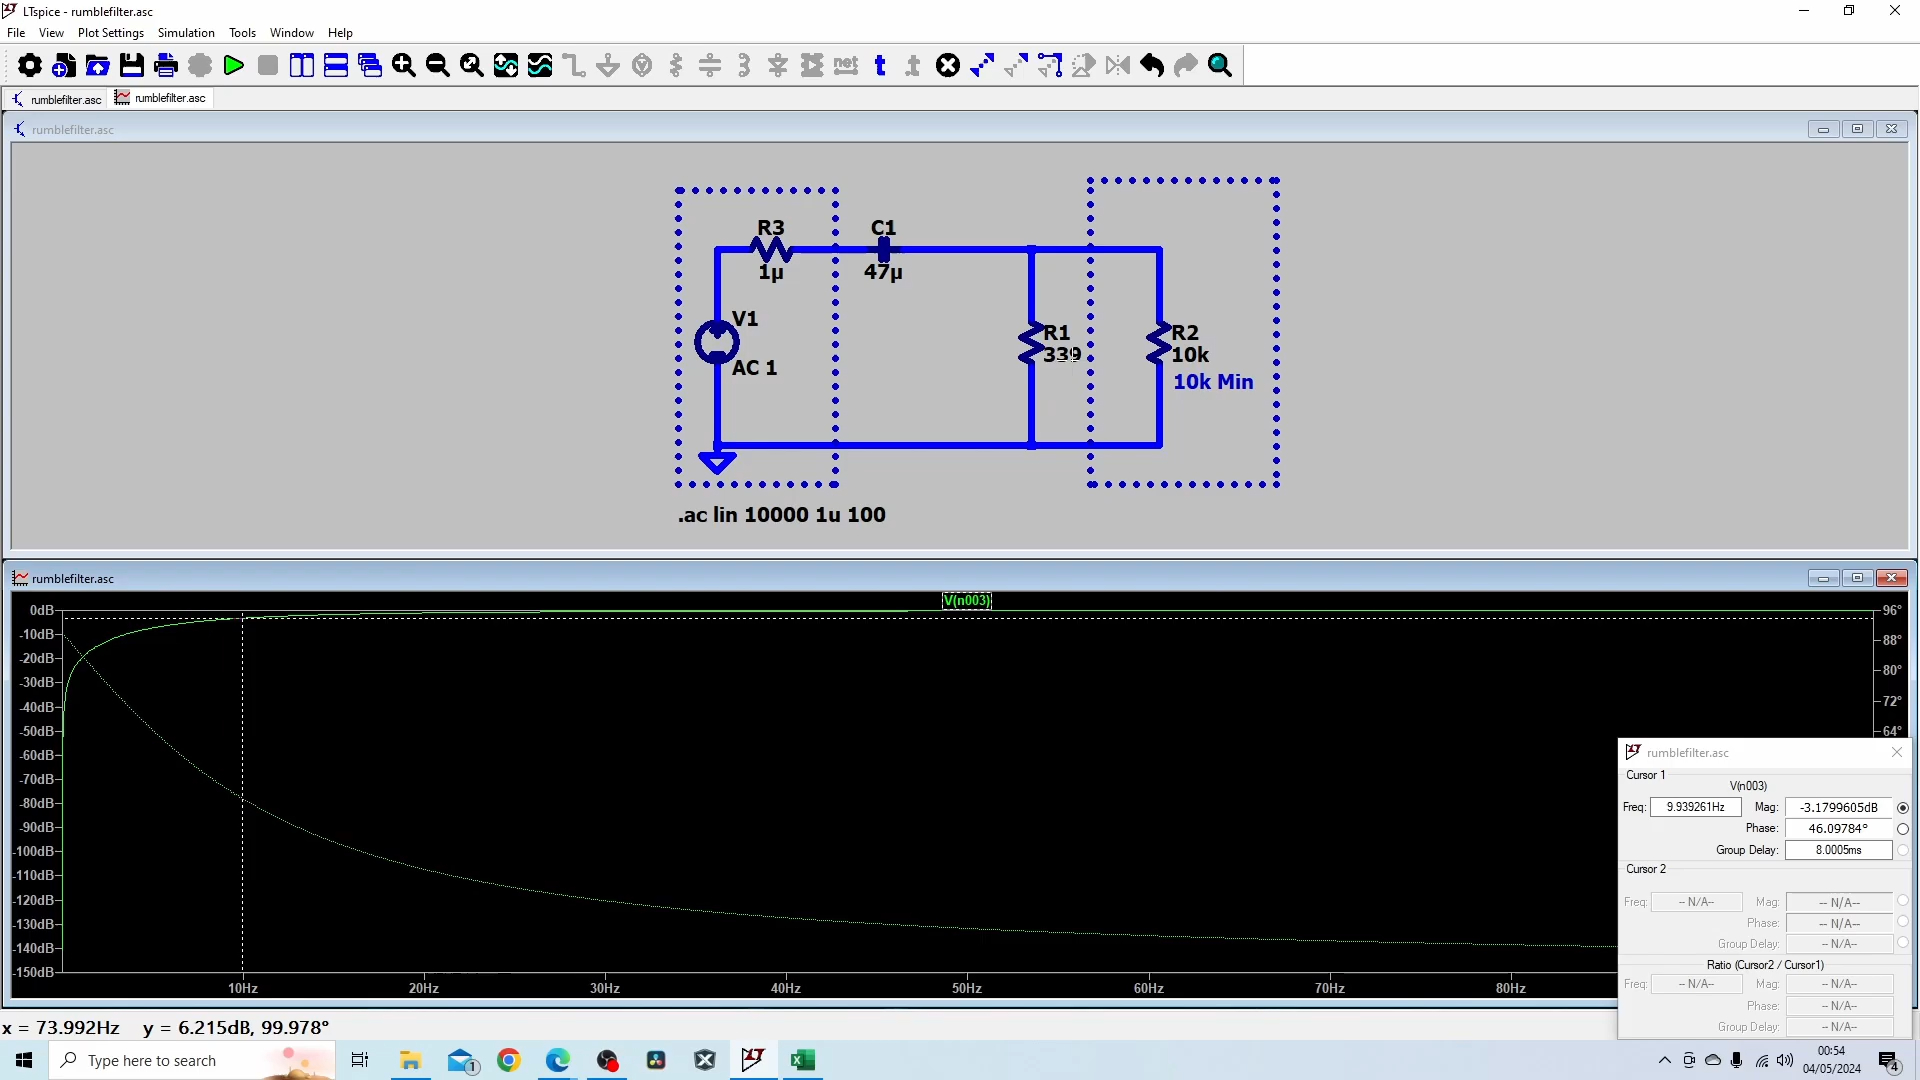 LTspice - rumblefilter.asc
File View Plot Settings Simulation Tools Window Help
net
t
t
rumblefilter.asc
rumblefilter.asc
rumblefilter.asc
R3
1µ
C1
47µ
V1
AC 1
R1
339
R2
10k
10k Min
.ac lin 10000 1u 100
rumblefilter.asc
V(n003)
0dB
-10dB
-20dB
-30dB
-40dB
-50dB
-60dB
-70dB
-80dB
-90dB
-100dB
-110dB
-120dB
-130dB
-140dB
-150dB
96°
88°
80°
72°
64°
10Hz 20Hz 30Hz 40Hz 50Hz 60Hz 70Hz 80Hz
rumblefilter.asc
Cursor 1
V(n003)
Freq: 9.939261Hz Mag: -3.1799605dB
Phase: 46.09784°
Group Delay: 8.0005ms
Cursor 2
Freq: -- N/A-- Mag: -- N/A--
Phase: -- N/A--
Group Delay: -- N/A--
Ratio (Cursor2 / Cursor1)
Freq: -- N/A-- Mag: -- N/A--
Phase: -- N/A--
Group Delay: -- N/A--
x = 73.992Hz y = 6.215dB, 99.978°
Type here to search
1
00:54
04/05/2024
4